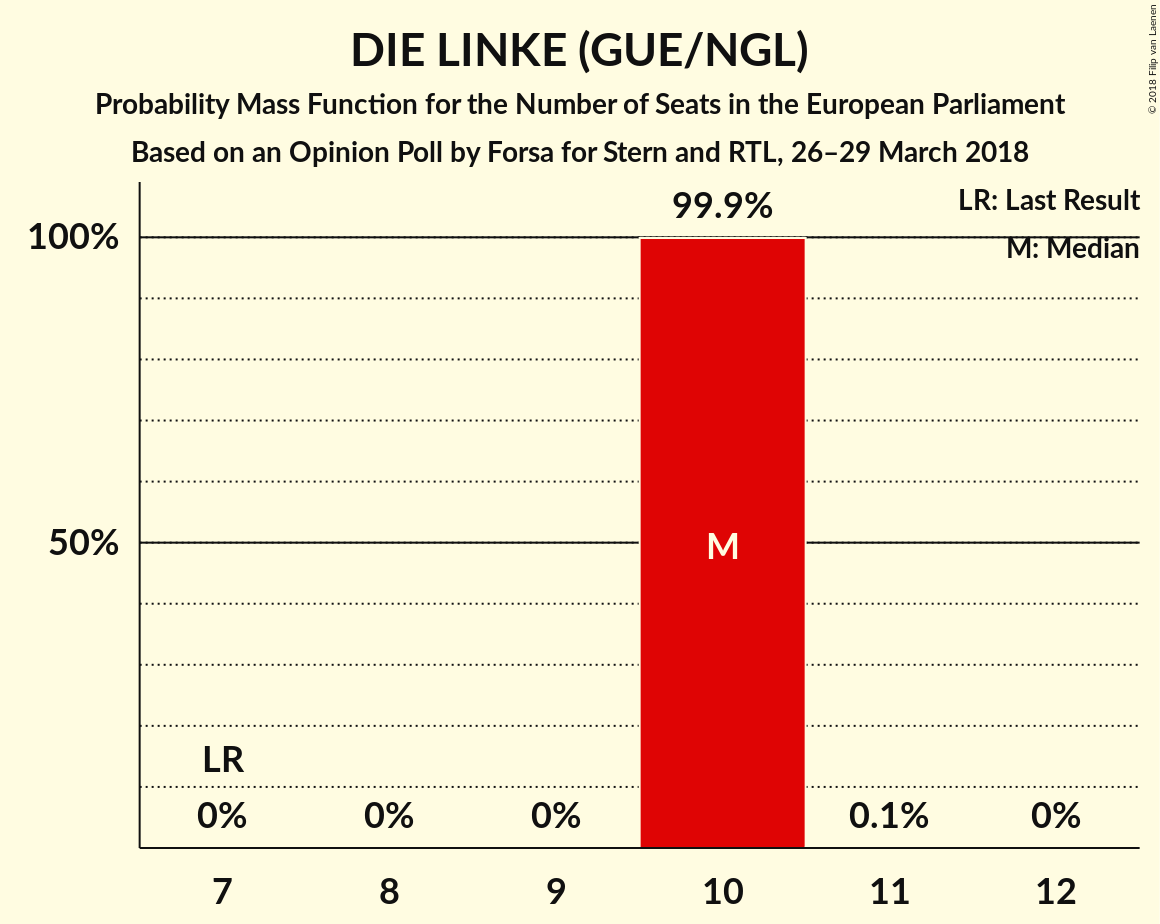 DIE LINKE (GUE/NGL)
Probability Mass Function for the Number of Seats in the European Parliament
Based on an Opinion Poll by Forsa for Stern and RTL, 26–29 March 2018
© 2018 Filip van Laenen
LR: Last Result
M: Median
99.9%
100%
50%
M
LR
0%
0%
0%
0.1%
0%
7
8
9
10
11
12